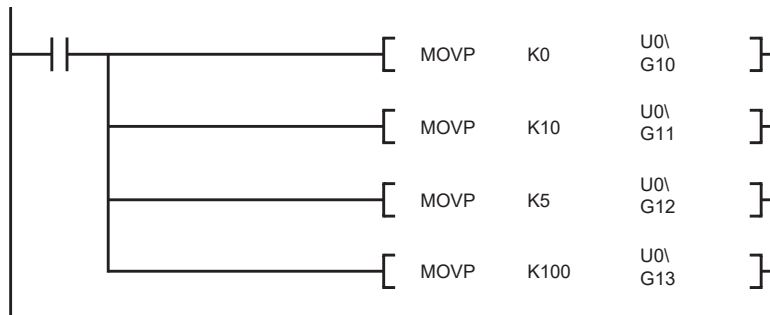 MOVP K0 U0\
G10
MOVP K10 U0\
G11
MOVP K5 U0\
G12
MOVP K100 U0\
G13